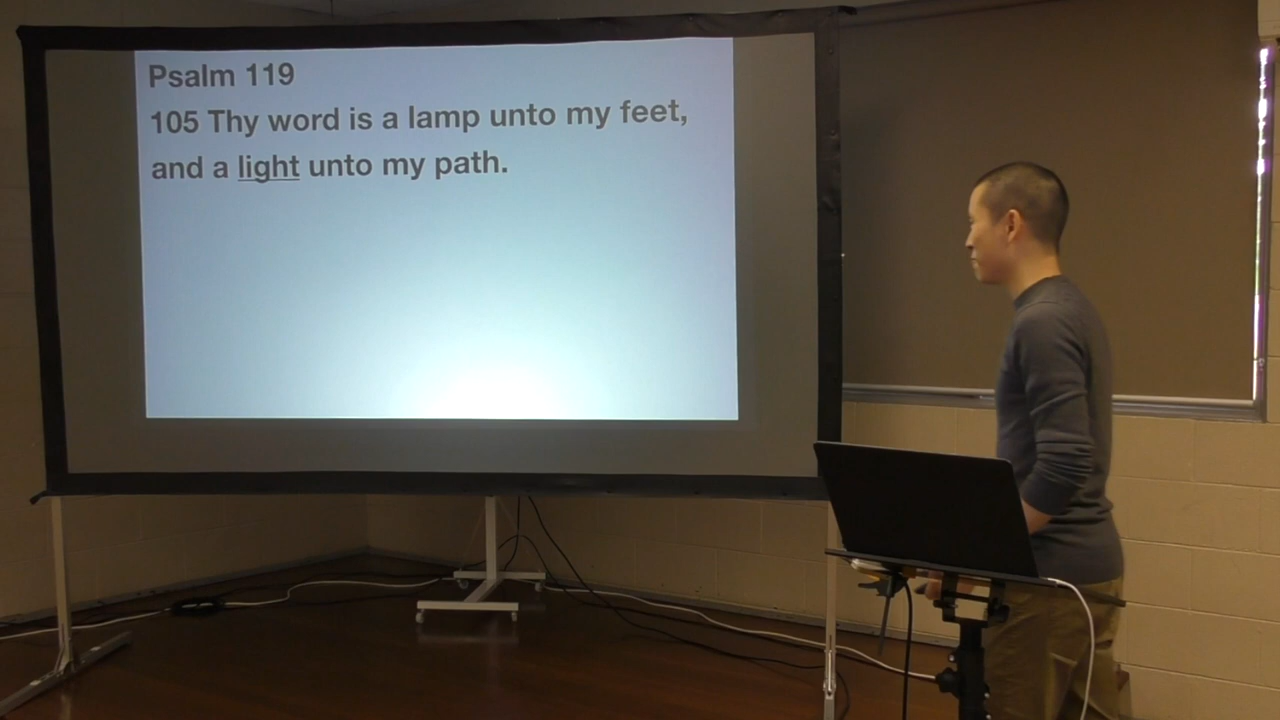 Psalm 119
105 Thy word is a lamp unto my feet,
and a light unto my path.